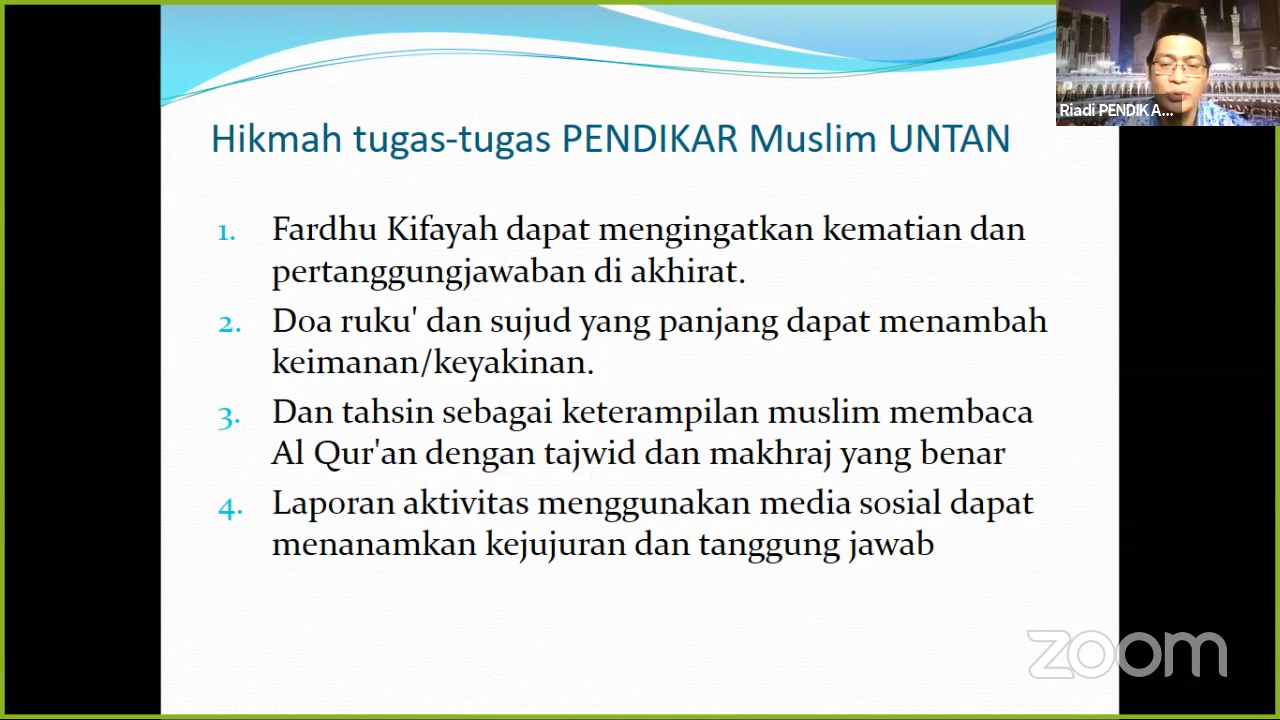 Riadi PENDIK A...
Hikmah tugas-tugas PENDIKAR Muslim UNTAN
1. Fardhu Kifayah dapat mengingatkan kematian dan
pertanggungjawaban di akhirat.
2. Doa ruku' dan sujud yang panjang dapat menambah
keimanan/keyakinan.
3. Dan tahsin sebagai keterampilan muslim membaca
Al Qur'an dengan tajwid dan makhraj yang benar
4. Laporan aktivitas menggunakan media sosial dapat
menanamkan kejujuran dan tanggung jawab
zoom